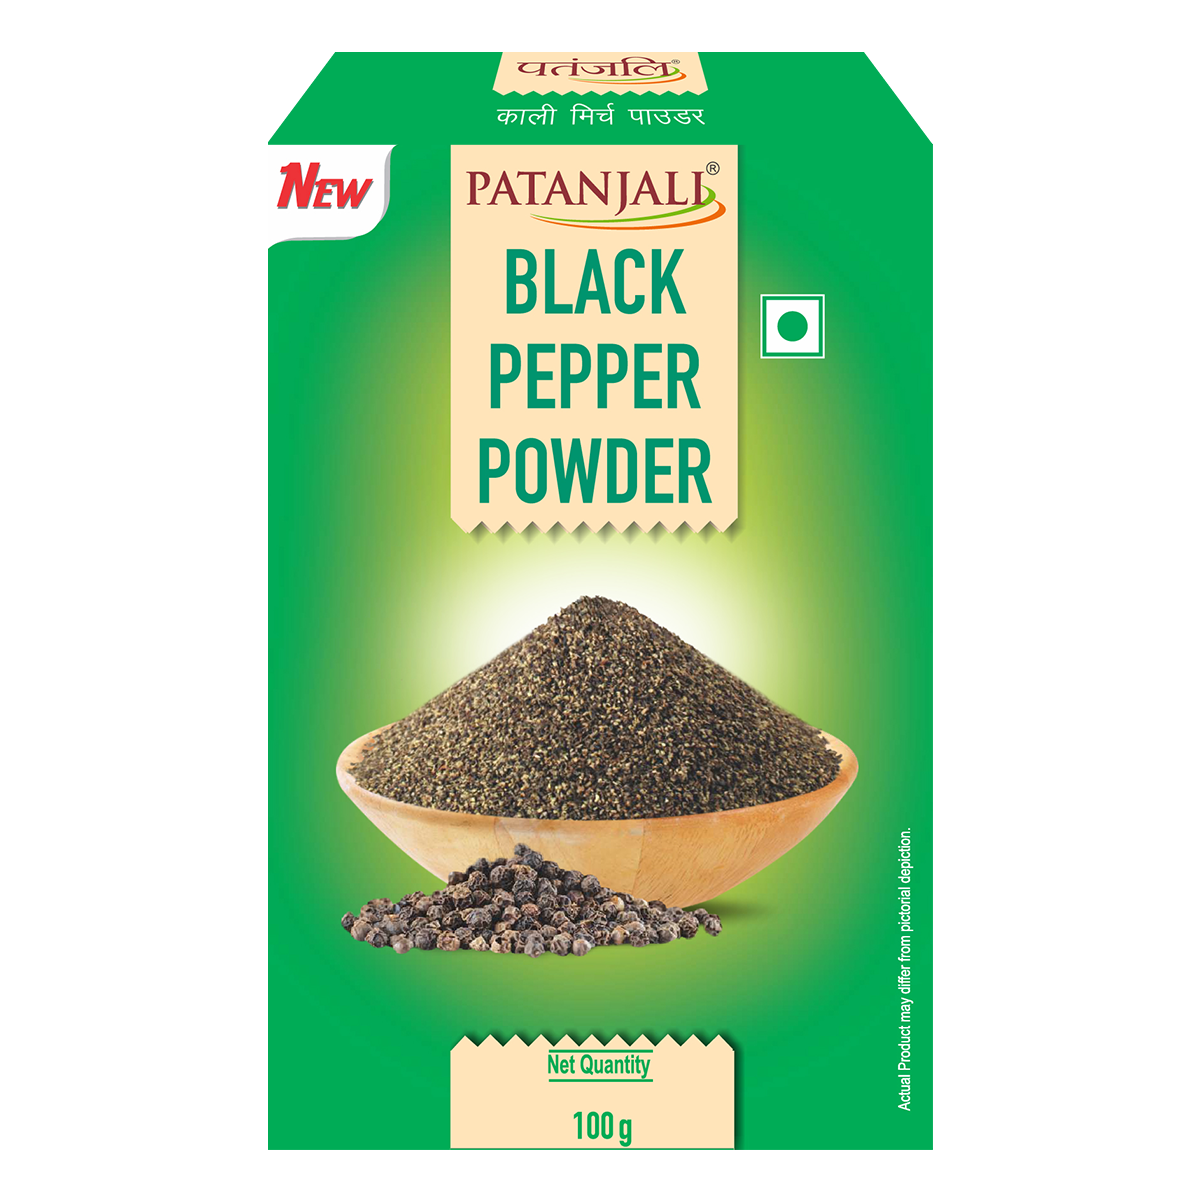 पतंजलि®
काली मिर्च पाउडर
NEW
PATANJALI®
BLACK
PEPPER
POWDER
Net Quantity
100 g
Actual Product may differ from pictorial depiction.